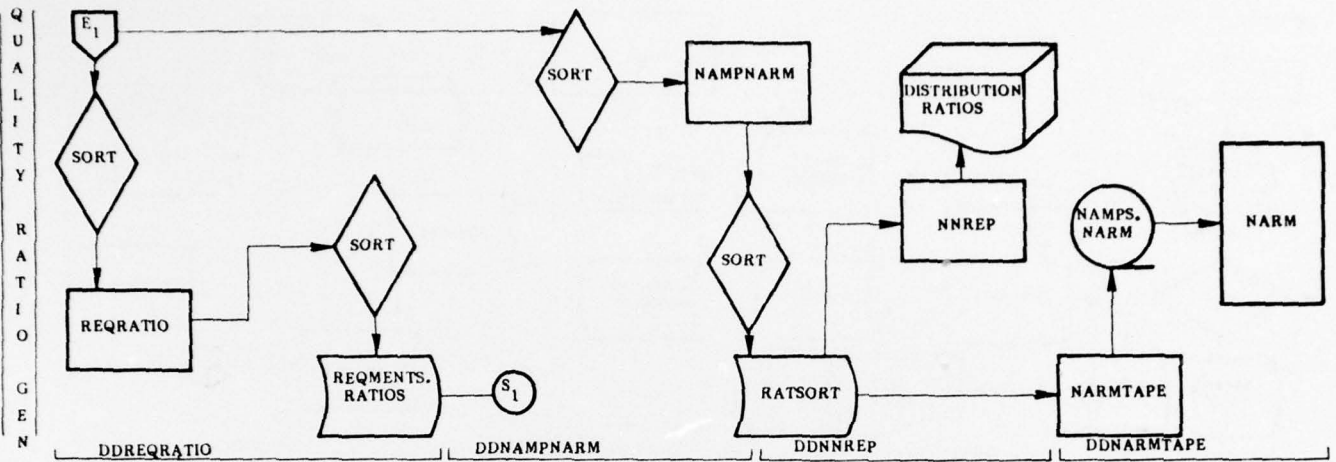 QUALITY RATIO GEN
E1
SORT
NAMPNARM
DISTRIBUTION
RATIOS
SORT
SORT
NNREP
NAMPS.
NARM
NARM
SORT
REQRATIO
REQMENTS.
RATIOS
S1
RATSORT
NARMTAPE
DDREQRATIO
DDNAMPNARM
DDNNREP
DDNARMTAPE